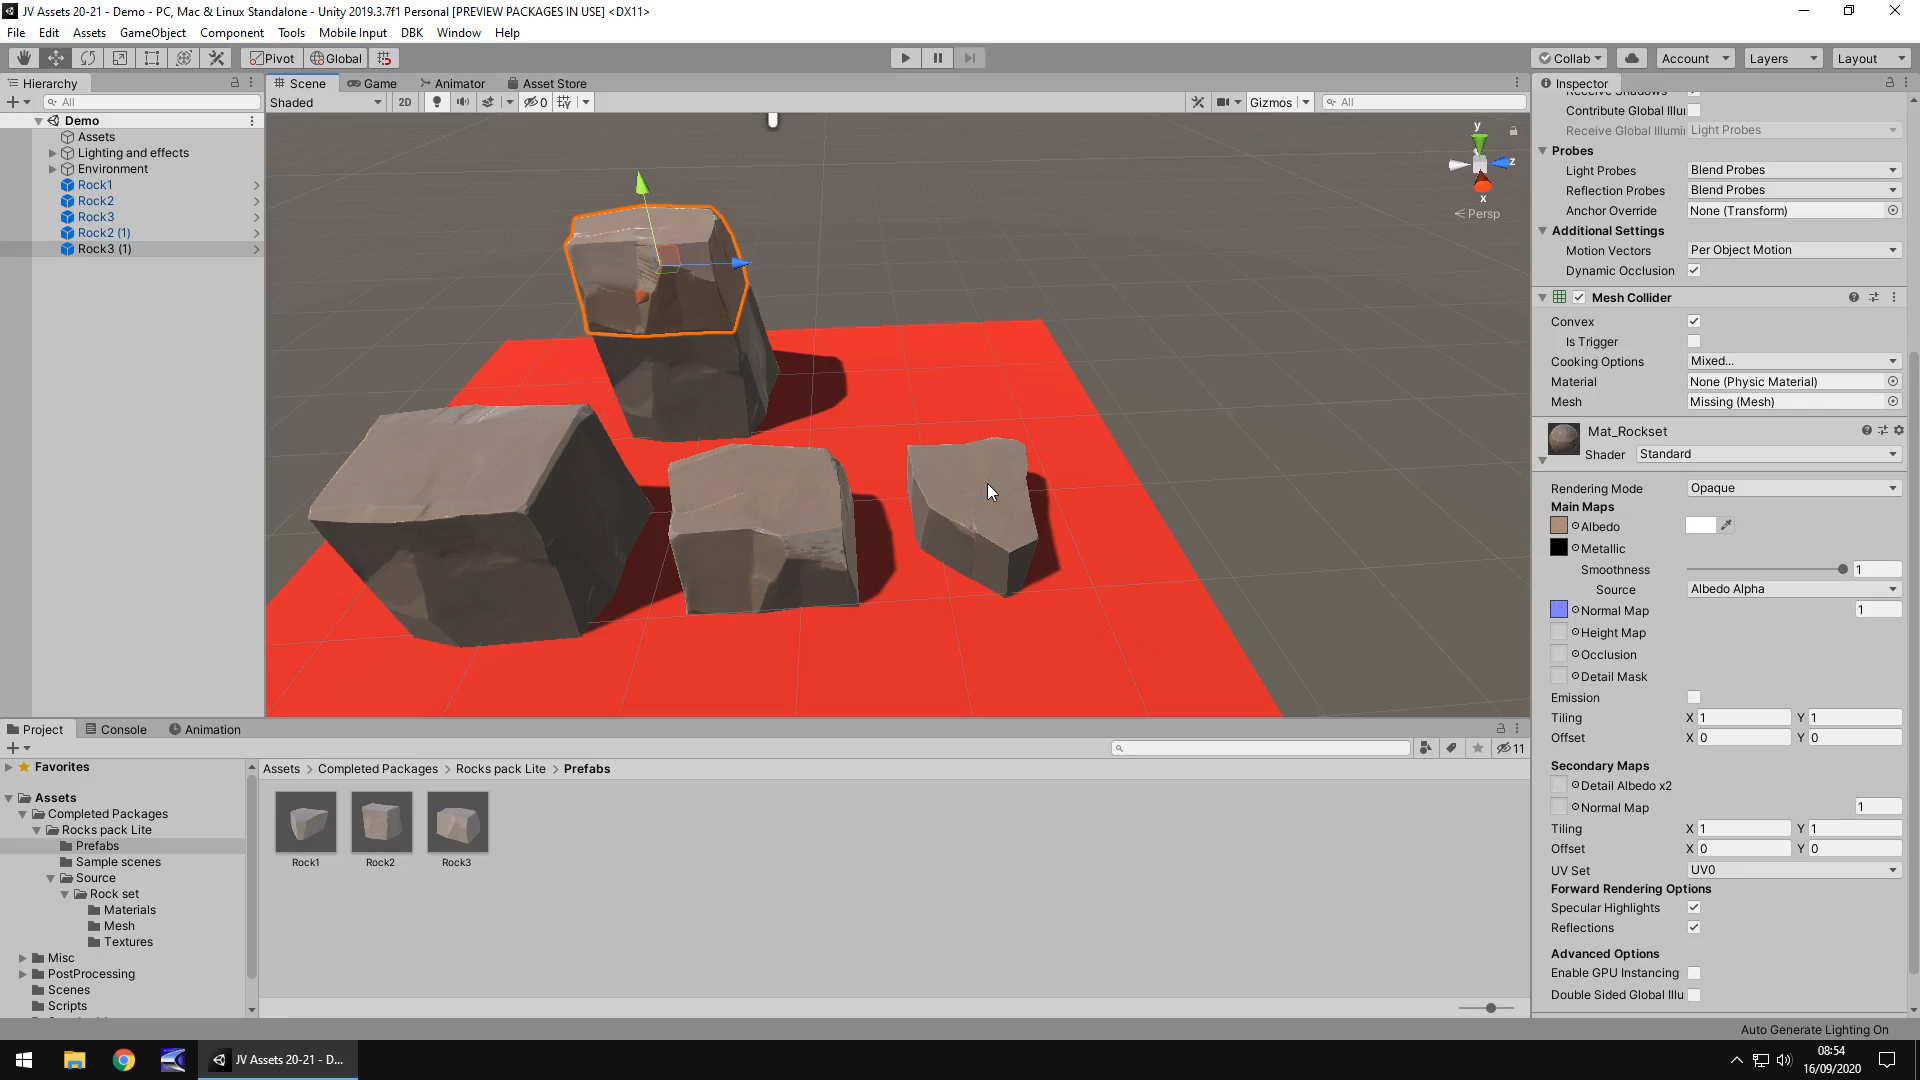 JV Assets 20-21 - Demo - PC, Mac & Linux Standalone - Unity 2019.3.7f1 Personal [PREVIEW PACKAGES IN USE] <DX11>
File Edit Assets GameObject Component Tools Mobile Input DBK Window Help
Pivot Global Collab Account Layers Layout
Hierarchy
All
Demo
Assets
Lighting and effects
Environment
Rock1
Rock2
Rock3
Rock2 (1)
Rock3 (1)
Scene Game Animator Asset Store
Shaded 2D 0 Gizmos All
y
z
x
Persp
Inspector
Contribute Global Illu
Receive Global Illumii Light Probes
Probes
Light Probes Blend Probes
Reflection Probes Blend Probes
Anchor Override None (Transform)
Additional Settings
Motion Vectors Per Object Motion
Dynamic Occlusion
Mesh Collider
Convex
Is Trigger
Cooking Options Mixed...
Material None (Physic Material)
Mesh Missing (Mesh)
Mat_Rockset
Shader Standard
Rendering Mode Opaque
Main Maps
Albedo
Metallic
Smoothness 1
Source Albedo Alpha
Normal Map 1
Height Map
Occlusion
Detail Mask
Emission
Tiling X 1 Y 1
Offset X 0 Y 0
Secondary Maps
Detail Albedo x2
Normal Map 1
Tiling X 1 Y 1
Offset X 0 Y 0
UV Set UV0
Forward Rendering Options
Specular Highlights
Reflections
Advanced Options
Enable GPU Instancing
Double Sided Global Illu
Project Console Animation
11
Favorites
Assets
Completed Packages
Rocks pack Lite
Prefabs
Sample scenes
Source
Rock set
Materials
Mesh
Textures
Misc
PostProcessing
Scenes
Scripts
Assets > Completed Packages > Rocks pack Lite > Prefabs
Rock1 Rock2 Rock3
Auto Generate Lighting On
JV Assets 20-21 - D...
08:54
16/09/2020